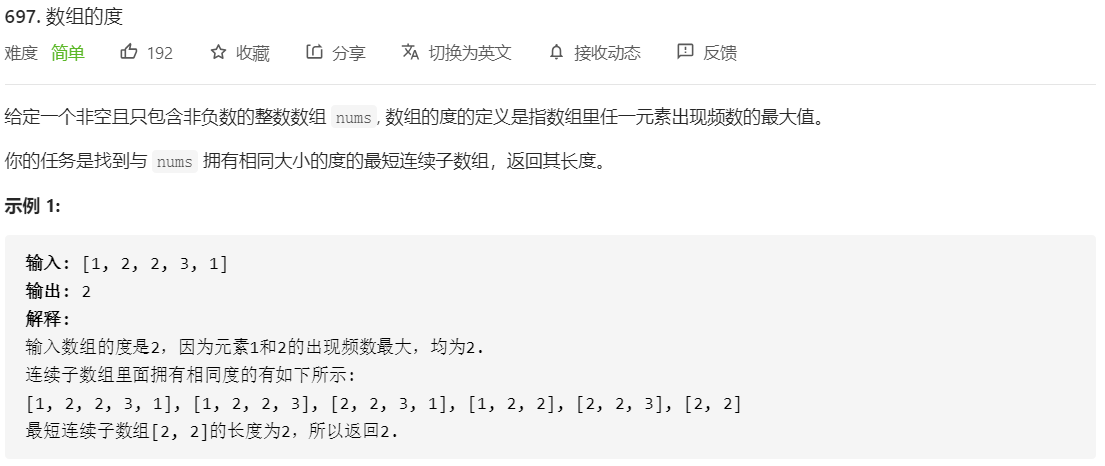 697. 数组的度
难度 简单 192 收藏 分享 切换为英文 接收动态 反馈
给定一个非空且只包含非负数的整数数组 nums, 数组的度的定义是指数组里任一元素出现频数的最大值。
你的任务是找到与 nums 拥有相同大小的度的最短连续子数组，返回其长度。
示例 1:
输入: [1, 2, 2, 3, 1]
输出: 2
解释:
输入数组的度是2，因为元素1和2的出现频数最大，均为2.
连续子数组里面拥有相同度的有如下所示:
[1, 2, 2, 3, 1], [1, 2, 2, 3], [2, 2, 3, 1], [1, 2, 2], [2, 2, 3], [2, 2]
最短连续子数组[2, 2]的长度为2，所以返回2.